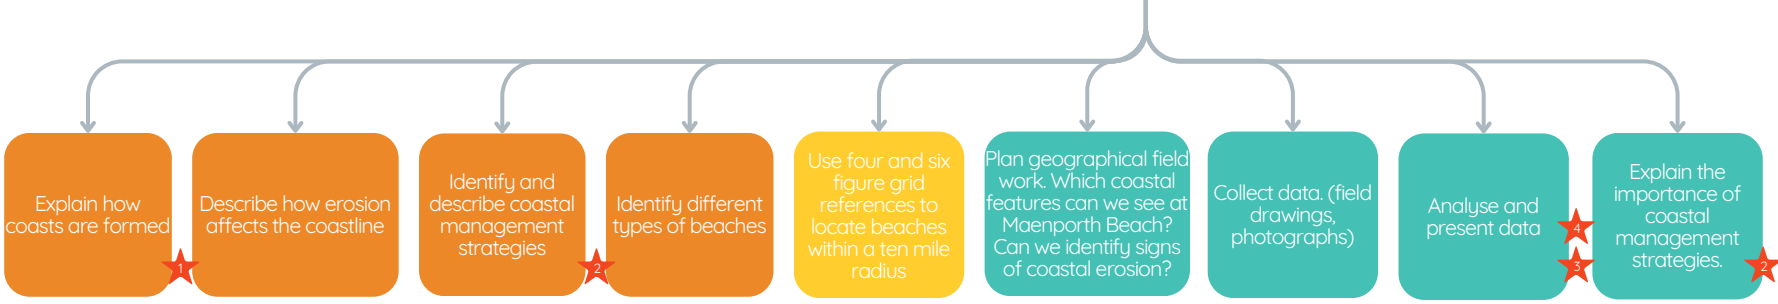 Explain how
coasts are formed
1
Describe how erosion
affects the coastline
Identify and
describe coastal
management
strategies
2
Identify different
types of beaches
Use four and six
figure grid
references to
locate beaches
within a ten mile
radius
Plan geographical field
work. Which coastal
features can we see at
Maenporth Beach?
Can we identify signs
of coastal erosion?
Collect data. (field
drawings,
photographs)
Analyse and
present data
4
3
Explain the
importance of
coastal
management
strategies.
2